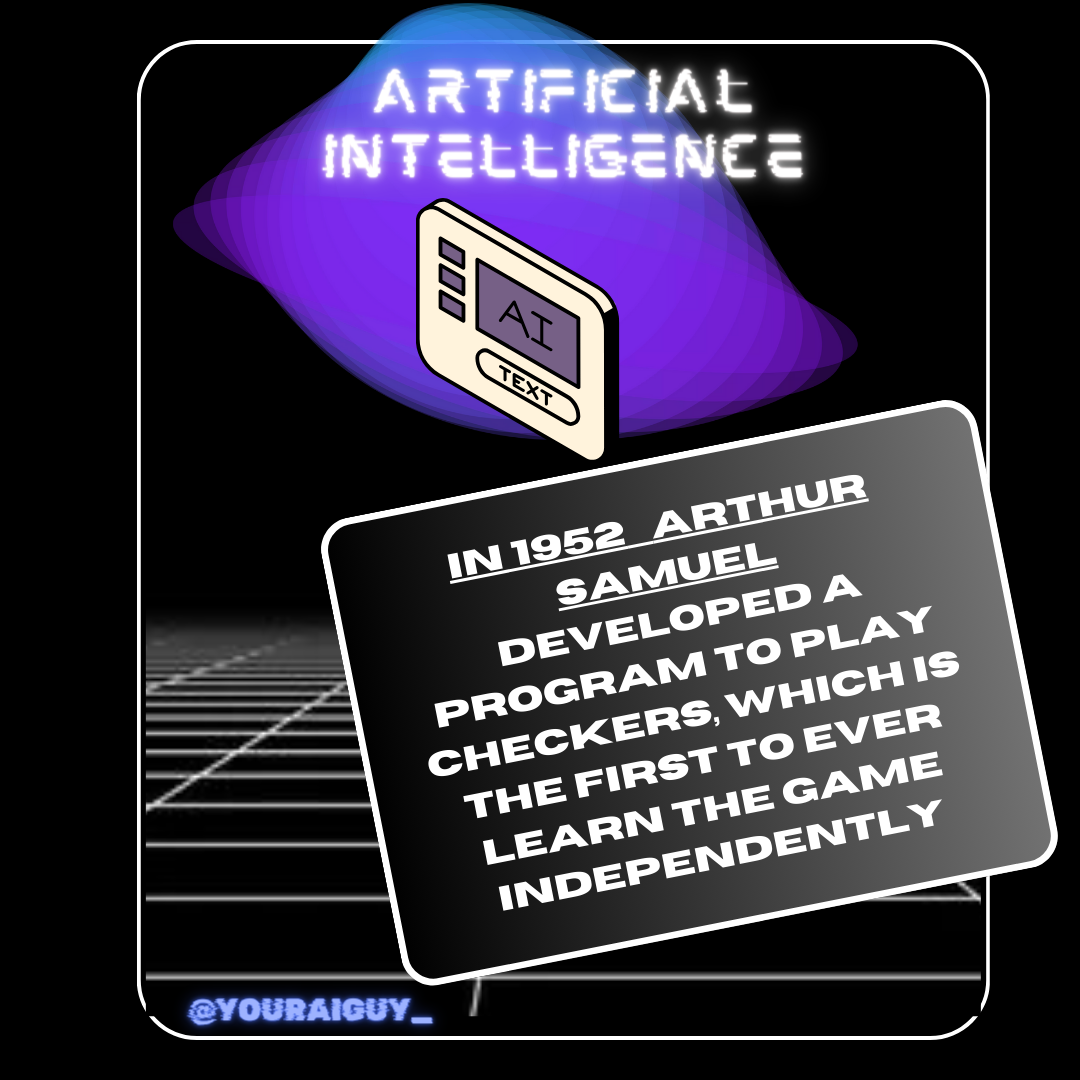 ARTIFICIAL
INTELLIGENCE
AI
TEXT
IN 1952 ARTHUR
SAMUEL
DEVELOPED A
PROGRAM TO PLAY
CHECKERS, WHICH IS
THE FIRST TO EVER
LEARN THE GAME
INDEPENDENTLY
@YOURAIGUY_